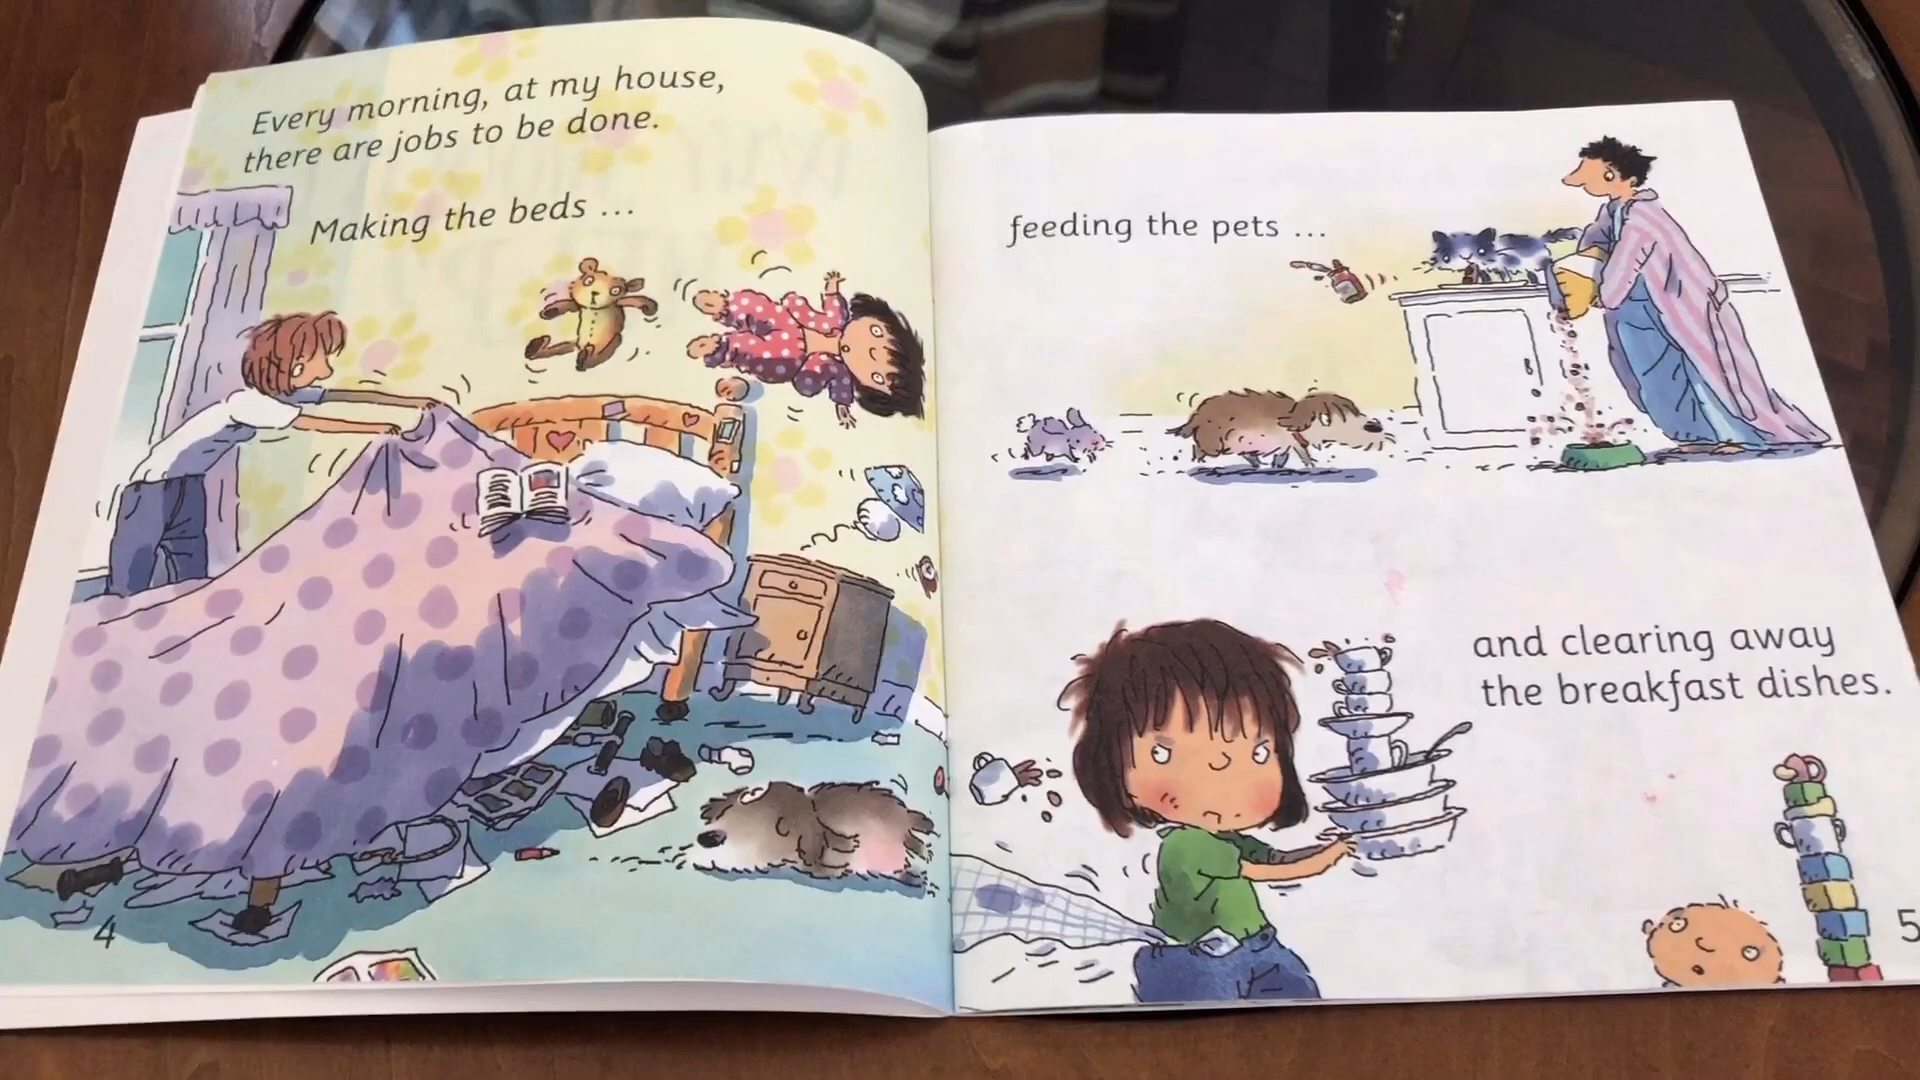 Every morning, at my house,
there are jobs to be done.
Making the beds ...
4
feeding the pets ...
and clearing away
the breakfast dishes.
5